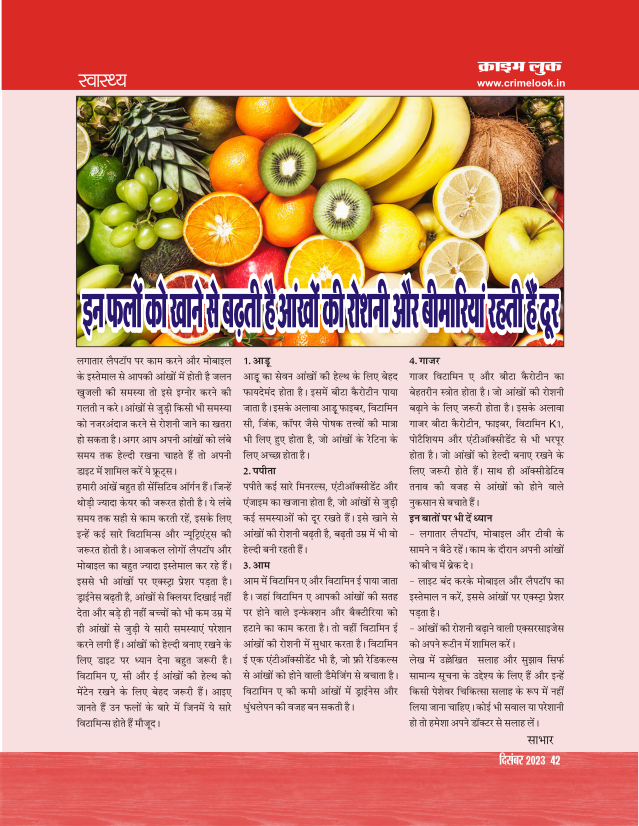 स्वास्थ्य
क्राइम लुक
www.crimelook.in
इन फलों को खाने से बढ़ती है आंखों की रोशनी और बीमारियां रहती हैं दूर
लगातार लैपटॉप पर काम करने और मोबाइल
के इस्तेमाल से आपकी आंखों में होती है जलन
खुजली की समस्या तो इसे इग्नोर करने की
गलती न करे। आंखों से जुड़ी किसी भी समस्या
को नजरअंदाज करने से रोशनी जाने का खतरा
हो सकता है। अगर आप अपनी आंखों को लंबे
समय तक हेल्दी रखना चाहते हैं तो अपनी
डाइट में शामिल करें ये फ्रूट्स।
हमारी आंखें बहुत ही सेंसिटिव ऑर्गन हैं। जिन्हें
थोड़ी ज्यादा केयर की जरूरत होती है। ये लंबे
समय तक सही से काम करती रहें, इसके लिए
इन्हें कई सारे विटामिन्स और न्यूट्रिएंट्स की
जरूरत होती है। आजकल लोगों लैपटॉप और
मोबाइल का बहुत ज्यादा इस्तेमाल कर रहे हैं।
इससे भी आंखों पर एक्स्ट्रा प्रेशर पड़ता है।
ड्राईनेस बढ़ती है, आंखों से क्लियर दिखाई नहीं
देता और बड़े ही नहीं बच्चों को भी कम उम्र में
ही आंखों से जुड़ी ये सारी समस्याएं परेशान
करने लगी हैं। आंखों को हेल्दी बनाए रखने के
लिए डाइट पर ध्यान देना बहुत जरूरी है।
विटामिन ए, सी और ई आंखों की हेल्थ को
मेंटेन रखने के लिए बेहद जरूरी हैं। आइए
जानते हैं उन फलों के बारे में जिनमें ये सारे
विटामिन्स होते हैं मौजूद।
1. आडू
आडू का सेवन आंखों की हेल्थ के लिए बेहद
फायदेमंद होता है। इसमें बीटा कैरोटीन पाया
जाता है। इसके अलावा आडू फाइबर, विटामिन
सी, जिंक, कॉपर जैसे पोषक तत्त्वों की मात्रा
भी लिए हुए होता है, जो आंखों के रेटिना के
लिए अच्छा होता है।
2. पपीता
पपीते कई सारे मिनरल्स, एंटीऑक्सीडेंट और
एंजाइम का खजाना होता है, जो आंखों से जुड़ी
कई समस्याओं को दूर रखते हैं। इसे खाने से
आंखों की रोशनी बढ़ती है, बढ़ती उम्र में भी वो
हेल्दी बनी रहती हैं।
3. आम
आम में विटामिन ए और विटामिन ई पाया जाता
है। जहां विटामिन ए आपकी आंखों की सतह
पर होने वाले इन्फेक्शन और बैक्टीरिया को
हटाने का काम करता है। तो वहीं विटामिन ई
आंखों की रोशनी में सुधार करता है। विटामिन
ई एक एंटीऑक्सीडेंट भी है, जो फ्री रेडिकल्स
से आंखों को होने वाली डैमेजिंग से बचाता है।
विटामिन ए की कमी आंखों में ड्राईनेस और
धुंधलेपन की वजह बन सकती है।
4. गाजर
गाजर विटामिन ए और बीटा कैरोटीन का
बेहतरीन स्त्रोत होता है। जो आंखों की रोशनी
बढ़ाने के लिए जरूरी होता है। इसके अलावा
गाजर बीटा कैरोटीन, फाइबर, विटामिन K1,
पोटैशियम और एंटीऑक्सीडेंट से भी भरपूर
होता है। जो आंखों को हेल्दी बनाए रखने के
लिए जरूरी होते हैं। साथ ही ऑक्सीडेटिव
तनाव की वजह से आंखों को होने वाले
नुकसान से बचाते हैं।
इन बातों पर भी दें ध्यान
– लगातार लैपटॉप, मोबाइल और टीवी के
सामने न बैठे रहें। काम के दौरान अपनी आंखों
को बीच में ब्रेक दे।
– लाइट बंद करके मोबाइल और लैपटॉप का
इस्तेमाल न करें, इससे आंखों पर एक्स्ट्रा प्रेशर
पड़ता है।
– आंखों की रोशनी बढ़ाने वाली एक्सरसाइजेस
को अपने रूटीन में शामिल करें।
लेख में उल्लेखित सलाह और सुझाव सिर्फ
सामान्य सूचना के उद्देश्य के लिए हैं और इन्हें
किसी पेशेवर चिकित्सा सलाह के रूप में नहीं
लिया जाना चाहिए। कोई भी सवाल या परेशानी
हो तो हमेशा अपने डॉक्टर से सलाह लें।
साभार
दिसंबर 2023 42